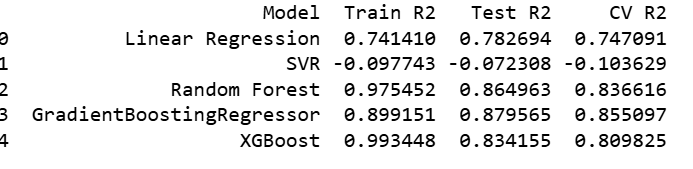 Model Train R2 Test R2 CV R2
0 Linear Regression 0.741410 0.782694 0.747091
1 SVR -0.097743 -0.072308 -0.103629
2 Random Forest 0.975452 0.864963 0.836616
3 GradientBoostingRegressor 0.899151 0.879565 0.855097
4 XGBoost 0.993448 0.834155 0.809825